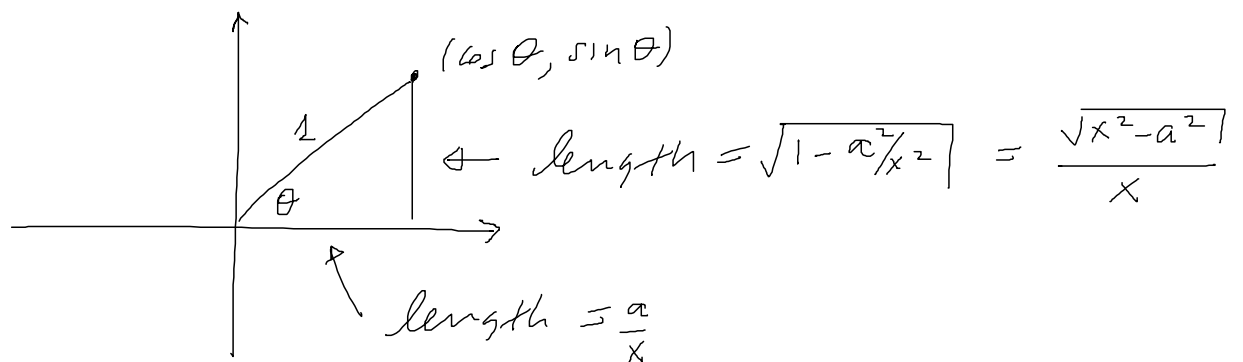 (cos θ, sin θ)
1
θ
length = √(1 - a²/x²) = √(x² - a²) / x
length = a/x